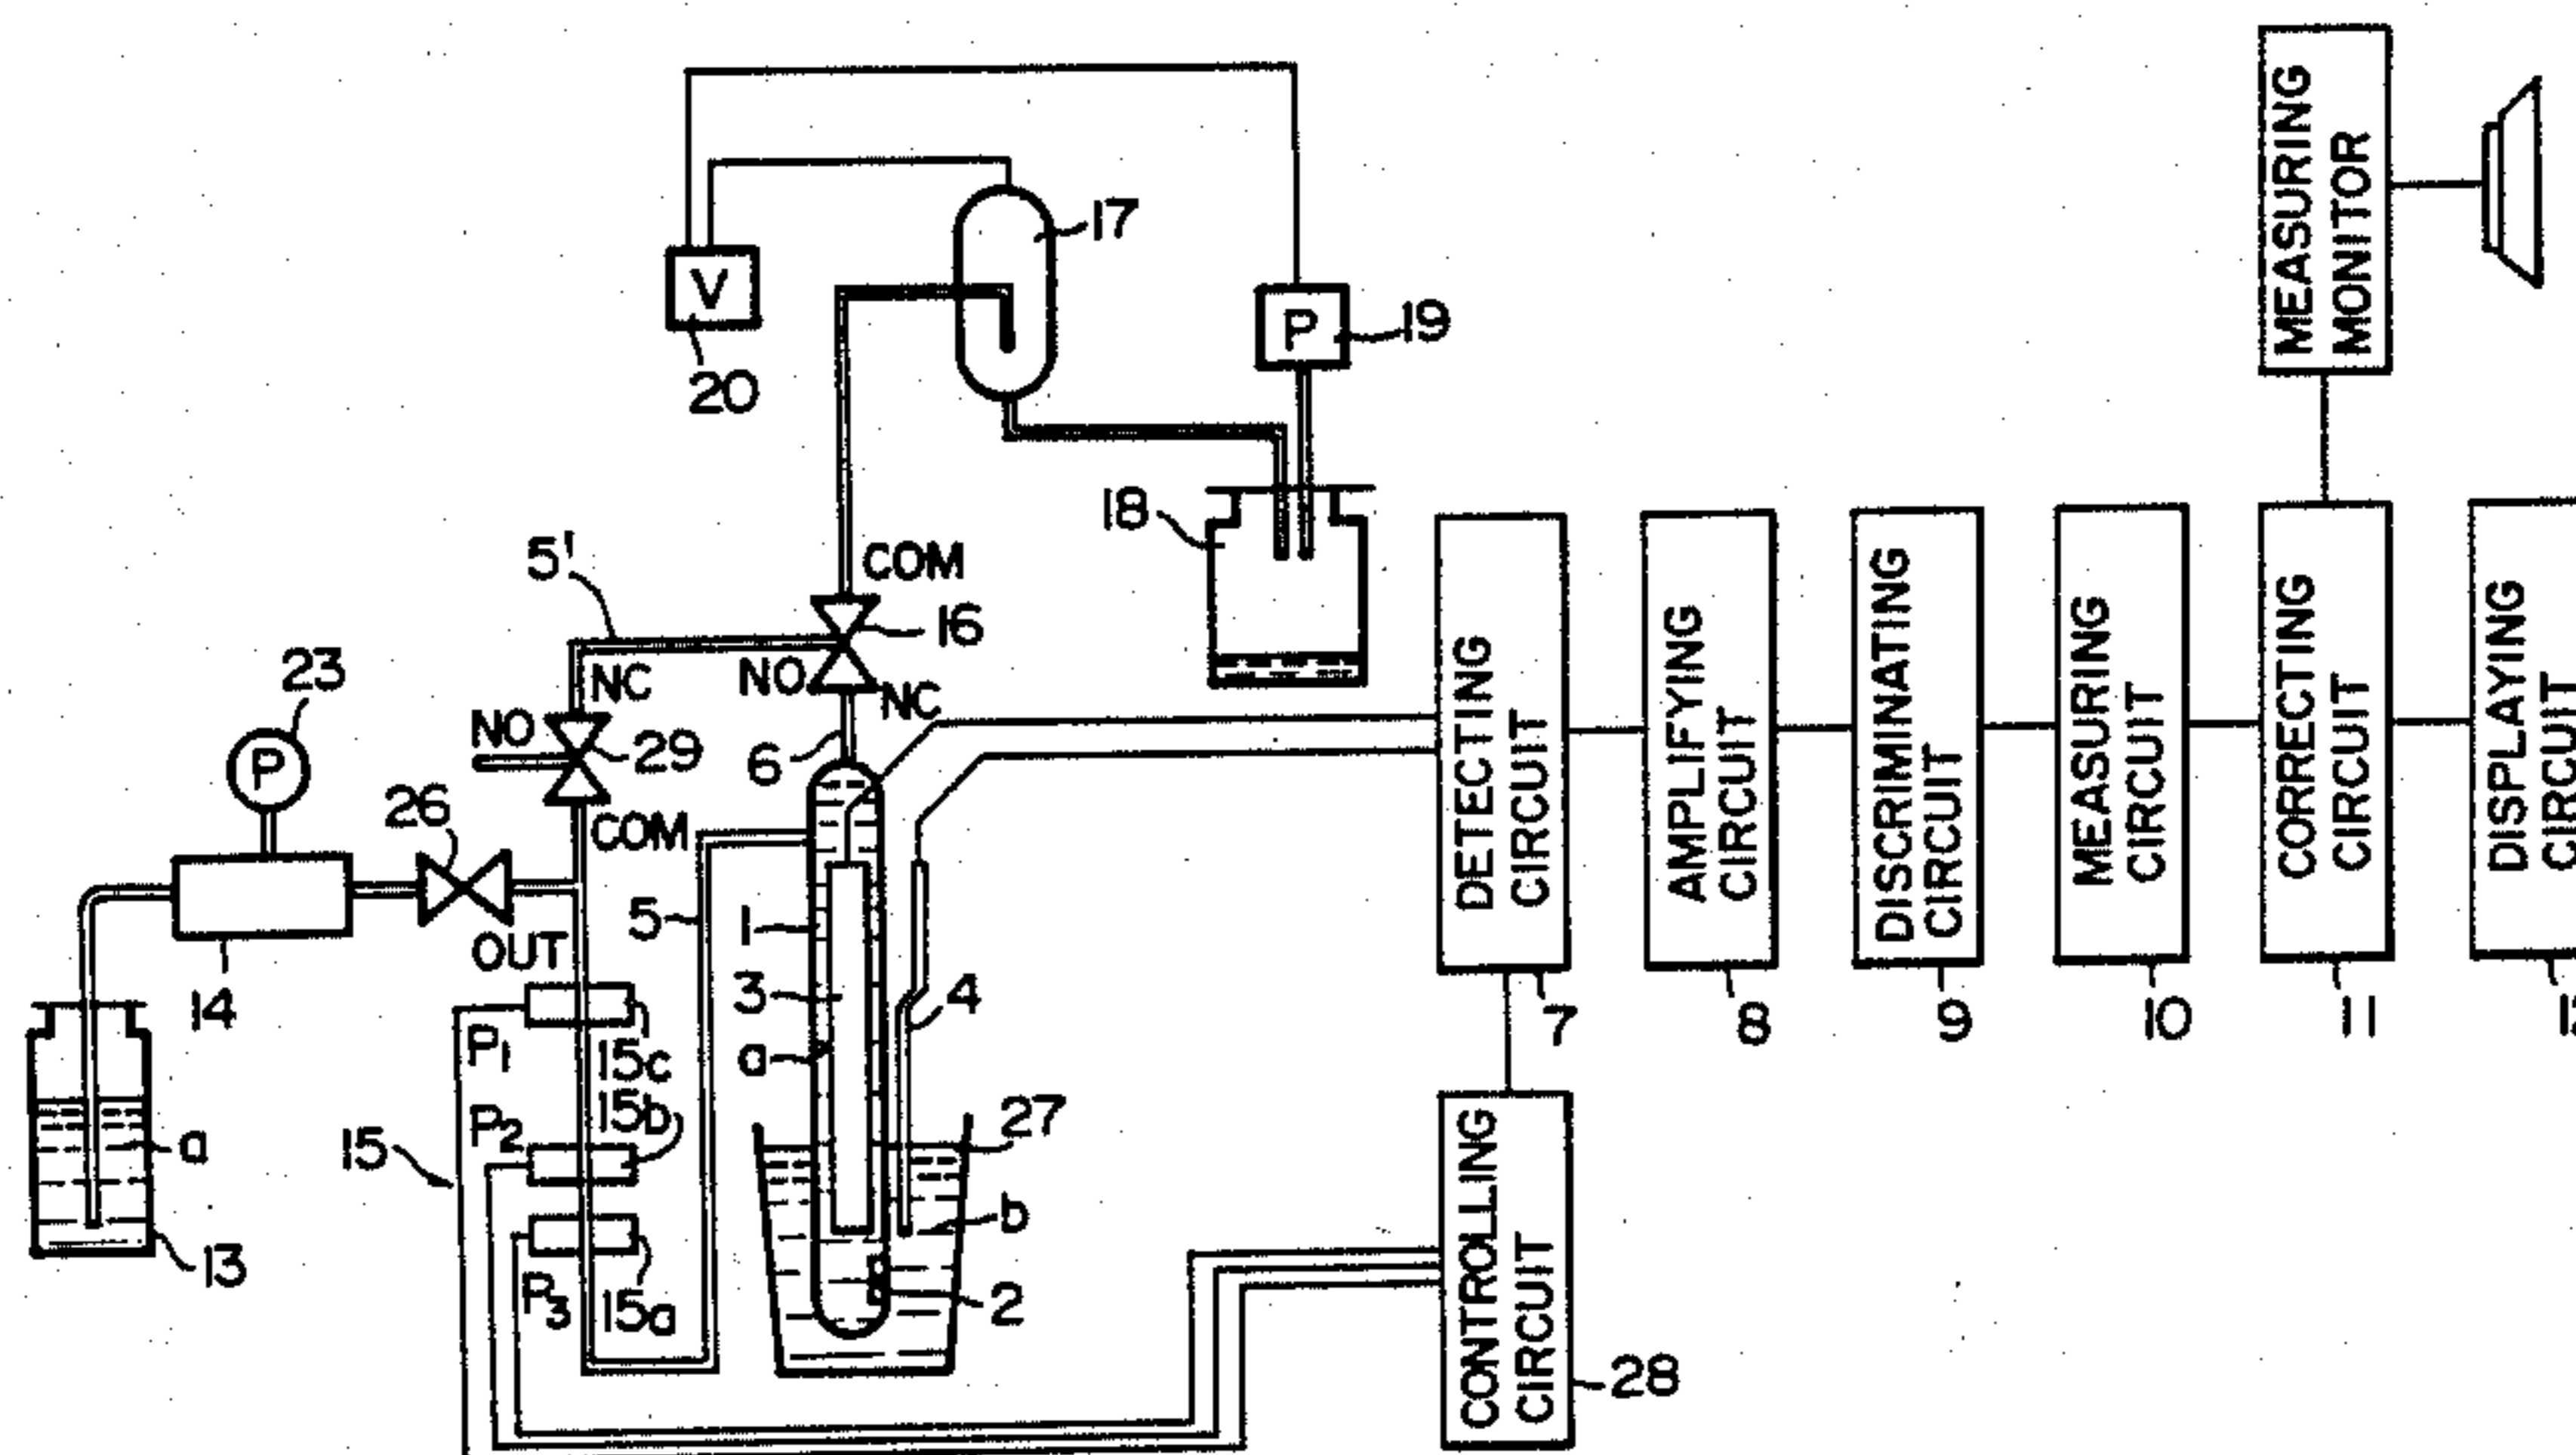 MEASURING
MONITOR
17
V
P
19
20
18
5'
COM
16
NO
NC
NC
23
NO
29
6
P
26
COM
5
1
OUT
3
4
14
a
P1
15c
P2
15b
27
15
a
b
13
P3
15a
2
DETECTING
CIRCUIT
AMPLIFYING
CIRCUIT
DISCRIMINATING
CIRCUIT
MEASURING
CIRCUIT
CORRECTING
CIRCUIT
DISPLAYING
CIRCUIT
7
8
9
10
11
CONTROLLING
CIRCUIT
28